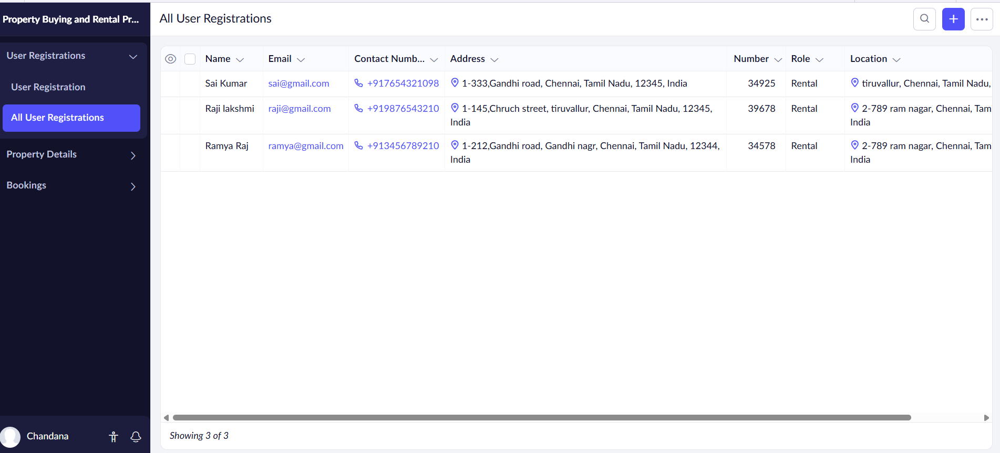 Property Buying and Rental Pr...
User Registrations
User Registration
All User Registrations
Property Details
Bookings
Chandana
All User Registrations
Name Email Contact Numb... Address Number Role Location
Sai Kumar sai@gmail.com +917654321098 1-333,Gandhi road, Chennai, Tamil Nadu, 12345, India 34925 Rental tiruvallur, Chennai, Tamil Nadu,
Raji lakshmi raji@gmail.com +919876543210 1-145,Chruch street, tiruvallur, Chennai, Tamil Nadu, 12345, 39678 Rental 2-789 ram nagar, Chennai, Tam
India India
Ramya Raj ramya@gmail.com +913456789210 1-212,Gandhi road, Gandhi nagr, Chennai, Tamil Nadu, 12344, 34578 Rental 2-789 ram nagar, Chennai, Tam
India India
Showing 3 of 3